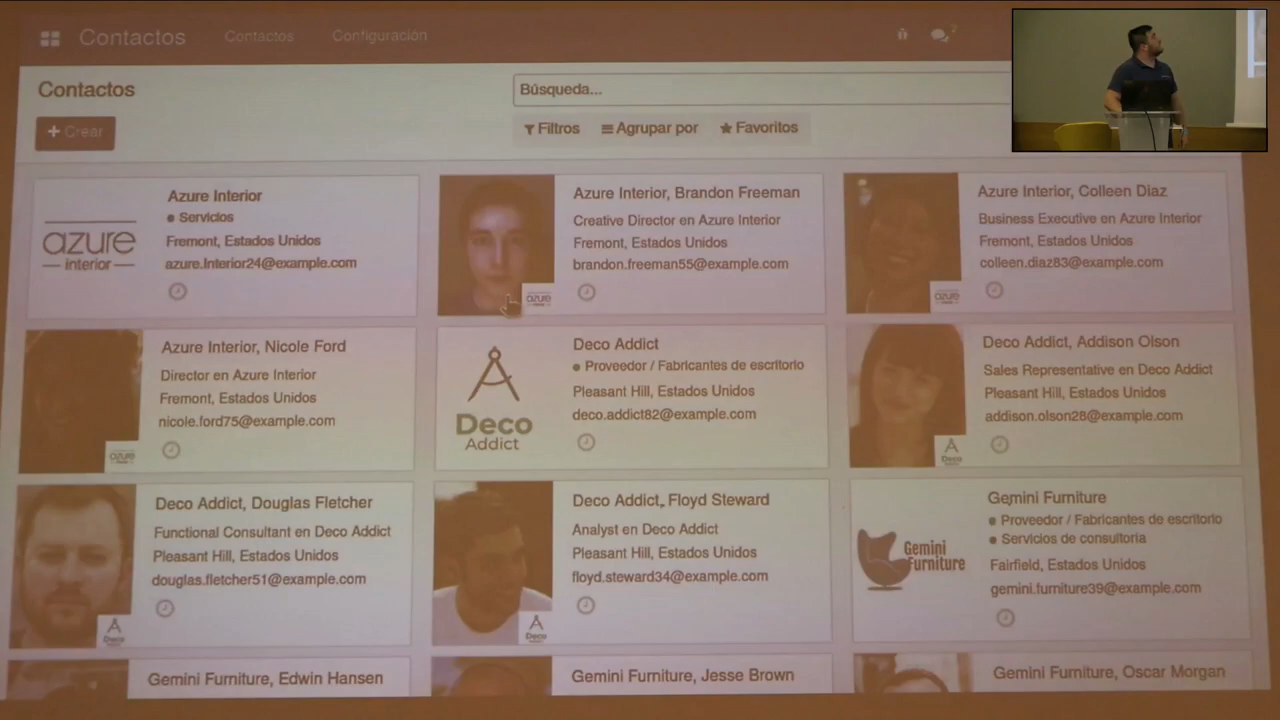 Contactos
Contactos
Configuración
2
Contactos
Búsqueda...
+ Crear
Filtros
Agrupar por
Favoritos
azure
interior
Azure Interior
Servicios
Fremont, Estados Unidos
azure.Interior24@example.com
azure
Azure Interior, Brandon Freeman
Creative Director en Azure Interior
Fremont, Estados Unidos
brandon.freeman55@example.com
azure
Azure Interior, Colleen Diaz
Business Executive en Azure Interior
Fremont, Estados Unidos
colleen.diaz83@example.com
azure
Azure Interior, Nicole Ford
Director en Azure Interior
Fremont, Estados Unidos
nicole.ford75@example.com
Deco
Addict
Deco Addict
Proveedor / Fabricantes de escritorio
Pleasant Hill, Estados Unidos
deco.addict82@example.com
Deco
Deco Addict, Addison Olson
Sales Representative en Deco Addict
Pleasant Hill, Estados Unidos
addison.olson28@example.com
Deco
Deco Addict, Douglas Fletcher
Functional Consultant en Deco Addict
Pleasant Hill, Estados Unidos
douglas.fletcher51@example.com
Deco
Deco Addict, Floyd Steward
Analyst en Deco Addict
Pleasant Hill, Estados Unidos
floyd.steward34@example.com
Gemini
Furniture
Gemini Furniture
Proveedor / Fabricantes de escritorio
Servicios de consultoría
Fairfield, Estados Unidos
gemini.furniture39@example.com
Gemini Furniture, Edwin Hansen
Gemini Furniture, Jesse Brown
Gemini Furniture, Oscar Morgan